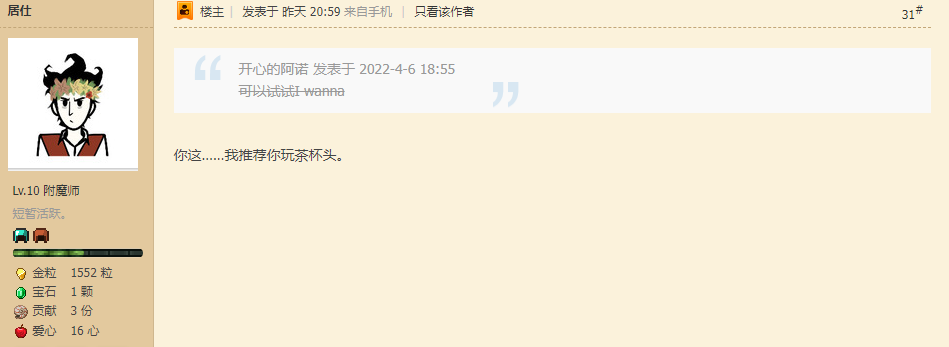 居仕
楼主 | 发表于 昨天 20:59 来自手机 | 只看该作者
31#
开心的阿诺 发表于 2022-4-6 18:55
可以试试I wanna
你这……我推荐你玩茶杯头。
Lv.10 附魔师
短暂活跃。
金粒 1552 粒
宝石 1 颗
贡献 3 份
爱心 16 心